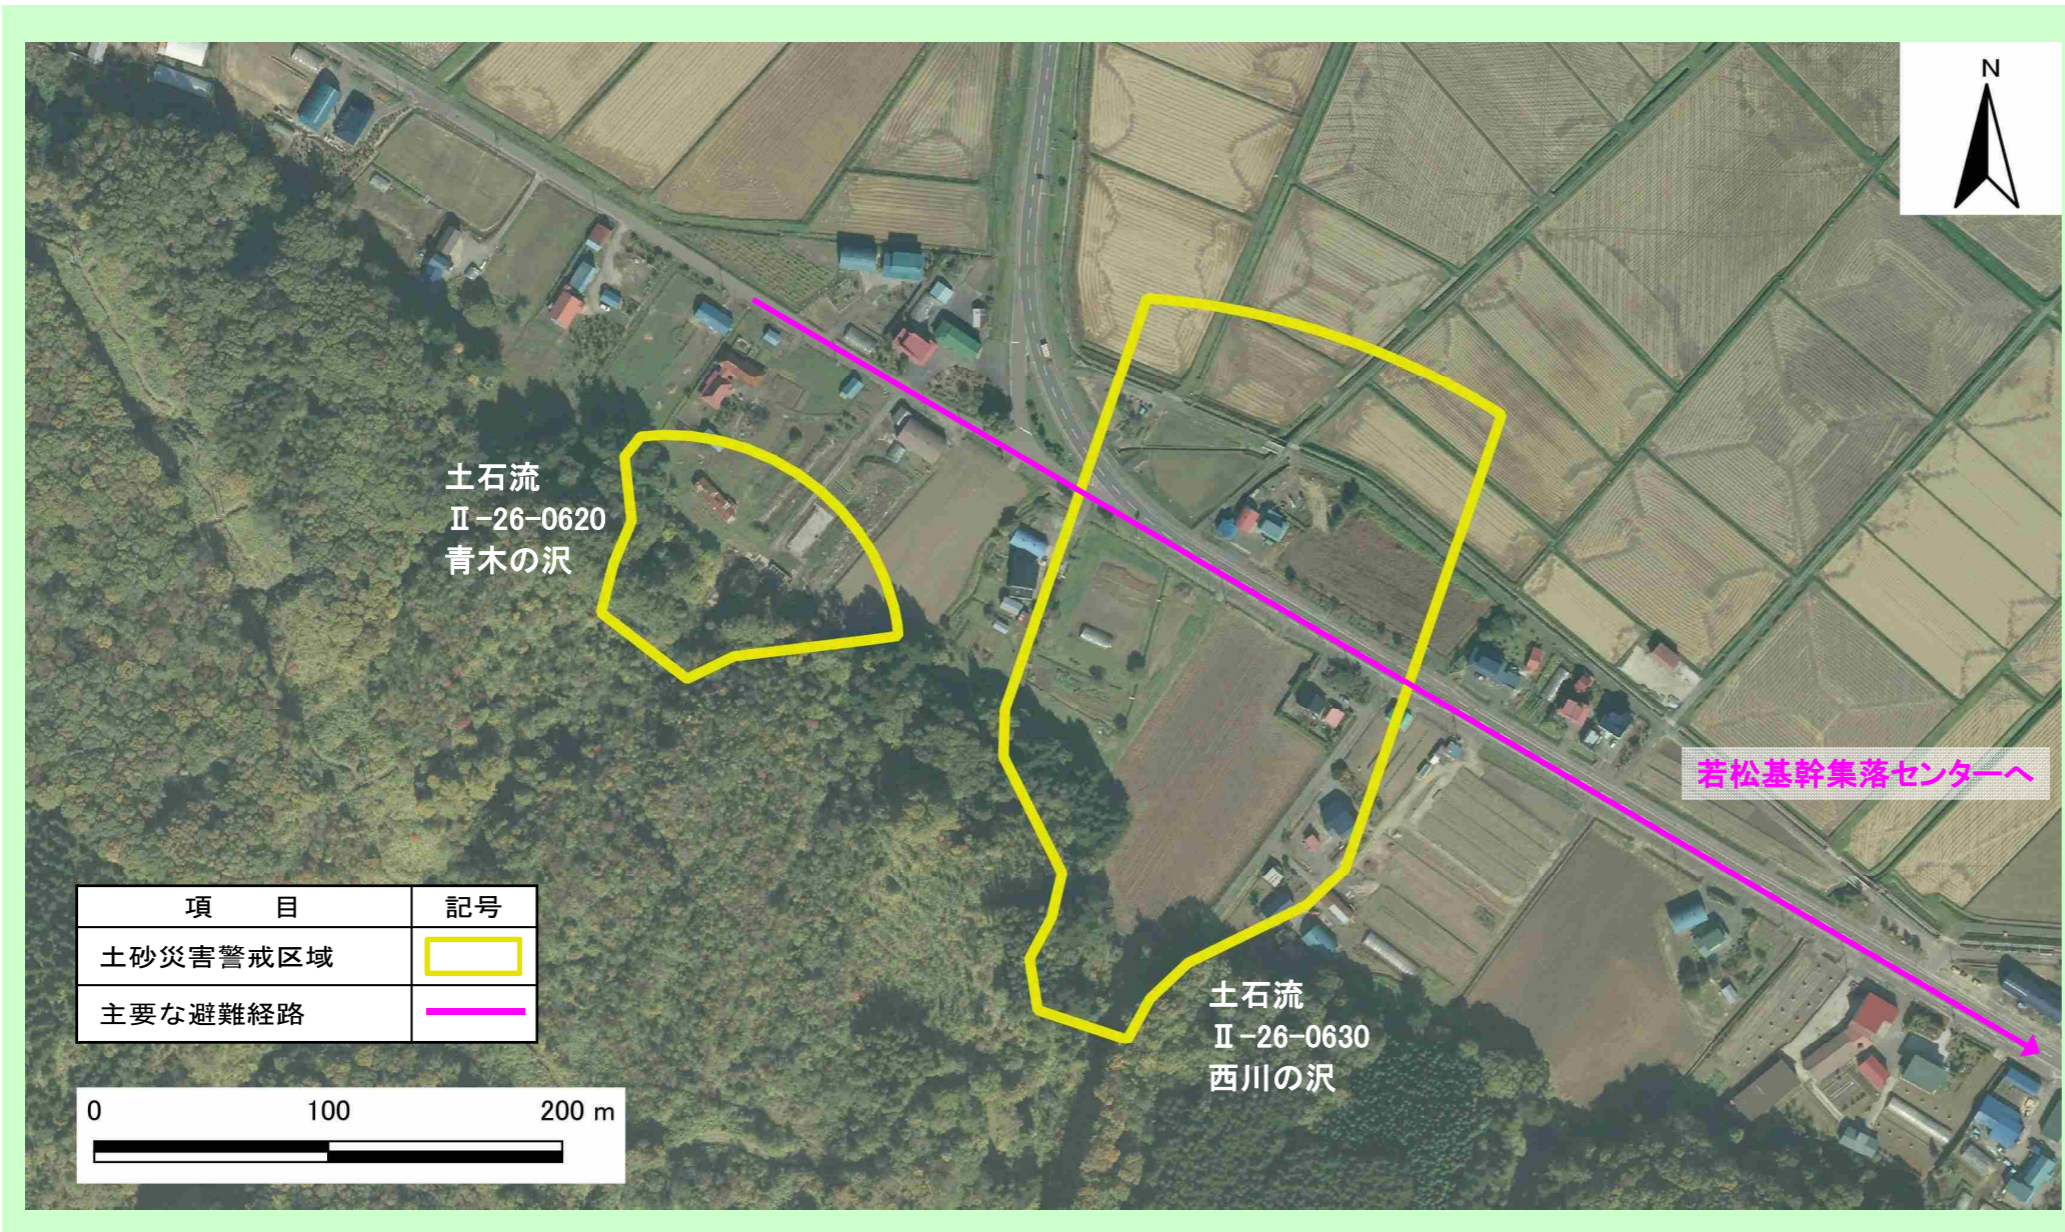 N
土石流
Ⅱ-26-0620
青木の沢
若松基幹集落センターへ
項　目 記号
土砂災害警戒区域
主要な避難経路
土石流
Ⅱ-26-0630
西川の沢
0 100 200 m